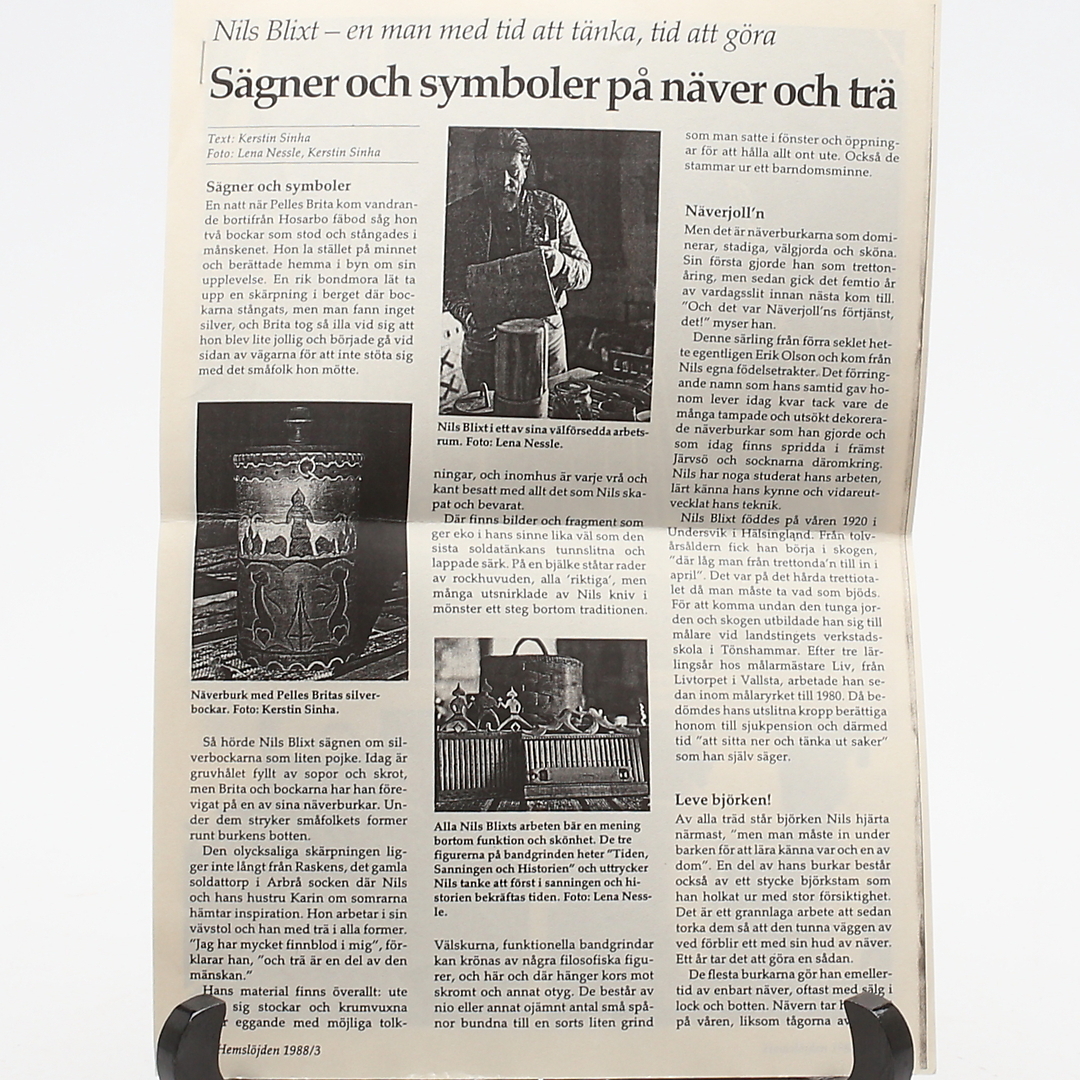 Nils Blixt – en man med tid att tänka, tid att göra
Sägner och symboler på näver och trä
Text: Kerstin Sinha
Foto: Lena Nessle, Kerstin Sinha
Sägner och symboler
En natt när Pelles Brita kom vandran-
de bortifrån Hosarbo fäbod såg hon
två bockar som stod och stångades i
månskenet. Hon la stället på minnet
och berättade hemma i byn om sin
upplevelse. En rik bondmora lät ta
upp en skärpning i berget där boc-
karna stångats, men man fann inget
silver, och Brita tog så illa vid sig att
hon blev lite jollig och började gå vid
sidan av vägarna för att inte stöta sig
med det småfolk hon mötte.
Näverburk med Pelles Britas silver-
bockar. Foto: Kerstin Sinha.
Så hörde Nils Blixt sägnen om sil-
verbockarna som liten pojke. Idag är
gruvhålet fyllt av sopor och skrot,
men Brita och bockarna har han före-
vigat på en av sina näverburkar. Un-
der dem stryker småfolkets former
runt burkens botten.
Den olycksaliga skärpningen lig-
ger inte långt från Raskens, det gamla
soldattorp i Arbrå socken där Nils
och hans hustru Karin om somrarna
hämtar inspiration. Hon arbetar i sin
vävstol och han med trä i alla former.
"Jag har mycket finnblod i mig", för-
klarar han, "och trä är en del av den
mänskan."
Hans material finns överallt: ute
sig stockar och krumvuxna
eggande med möjliga tolk-
Hemslöjden 1988/3
Nils Blixt i ett av sina välförsedda arbets-
rum. Foto: Lena Nessle.
ningar, och inomhus är varje vrå och
kant besatt med allt det som Nils ska-
pat och bevarat.
Där finns bilder och fragment som
ger eko i hans sinne lika väl som den
sista soldatänkans tunnslitna och
lappade särk. På en bjälke ståtar rader
av rockhuvuden, alla 'riktiga', men
många utsnirklade av Nils kniv i
mönster ett steg bortom traditionen.
Alla Nils Blixts arbeten bär en mening
bortom funktion och skönhet. De tre
figurerna på bandgrinden heter "Tiden,
Sanningen och Historien" och uttrycker
Nils tanke att först i sanningen och hi-
storien bekräftas tiden. Foto: Lena Ness-
le.
Välskurna, funktionella bandgrindar
kan krönas av några filosofiska figu-
rer, och här och där hänger kors mot
skromt och annat otyg. De består av
nio eller annat ojämnt antal små spå-
nor bundna till en sorts liten grind
som man satte i fönster och öppning-
ar för att hålla allt ont ute. Också de
stammar ur ett barndomsminne.
Näverjoll'n
Men det är näverburkarna som domi-
nerar, stadiga, välgjorda och sköna.
Sin första gjorde han som tretton-
åring, men sedan gick det femtio år
av vardagsslit innan nästa kom till.
"Och det var Näverjoll'ns förtjänst,
det!" myser han.
Denne särling från förra seklet het-
te egentligen Erik Olson och kom från
Nils egna födelsetrakter. Det förring-
ande namn som hans samtid gav ho-
nom lever idag kvar tack vare de
många tampade och utsökt dekorera-
de näverburkar som han gjorde och
som idag finns spridda i främst
Järvsö och socknarna däromkring.
Nils har noga studerat hans arbeten,
lärt känna hans kynne och vidareut-
vecklat hans teknik.
Nils Blixt föddes på våren 1920 i
Undersvik i Hälsingland. Från tolv-
årsåldern fick han börja i skogen,
"där låg man från trettonda'n till in i
april". Det var på det hårda trettiota-
let då man måste ta vad som bjöds.
För att komma undan den tunga jor-
den och skogen utbildade han sig till
målare vid landstingets verkstads-
skola i Tönshammar. Efter tre lär-
lingsår hos målarmästare Liv, från
Livtorpet i Vallsta, arbetade han se-
dan inom målaryrket till 1980. Då be-
dömdes hans utslitna kropp berättiga
honom till sjukpension och därmed
tid "att sitta ner och tänka ut saker"
som han själv säger.
Leve björken!
Av alla träd står björken Nils hjärta
närmast, "men man måste in under
barken för att lära känna var och en av
dom". En del av hans burkar består
också av ett stycke björkstam som
han holkat ur med stor försiktighet.
Det är ett grannlaga arbete att sedan
torka dem så att den tunna väggen av
ved förblir ett med sin hud av näver.
Ett år tar det att göra en sådan.
De flesta burkarna gör han emeller-
tid av enbart näver, oftast med sälg i
lock och botten. Nävern tar
på våren, liksom tågorna av